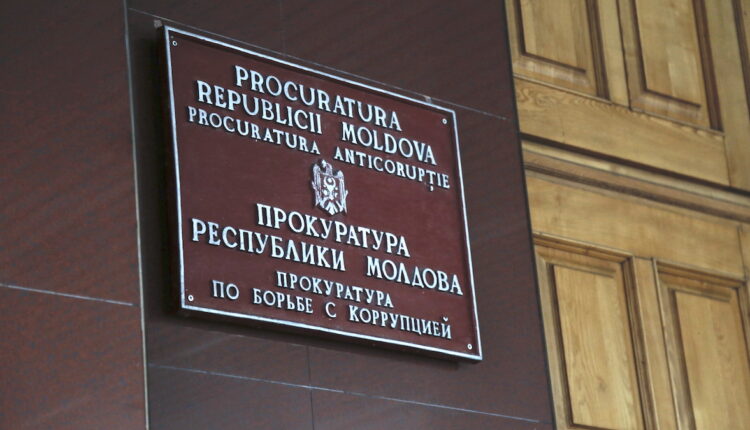 PROCURATURA
REPUBLICII MOLDOVA
PROCURATURA ANTICORUPȚIE
ПРОКУРАТУРА
РЕСПУБЛИКИ МОЛДОВА
ПРОКУРАТУРА
ПО БОРЬБЕ С КОРРУПЦИЕЙ